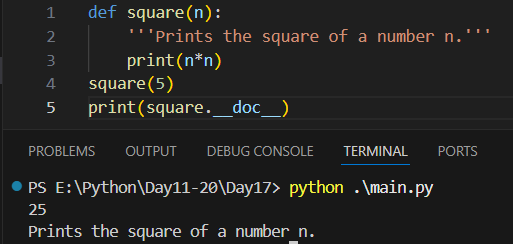 1 def square(n):
2     '''Prints the square of a number n.'''
3     print(n*n)
4 square(5)
5 print(square.__doc__)
PROBLEMS OUTPUT DEBUG CONSOLE TERMINAL PORTS
PS E:\Python\Day11-20\Day17> python .\main.py
25
Prints the square of a number n.